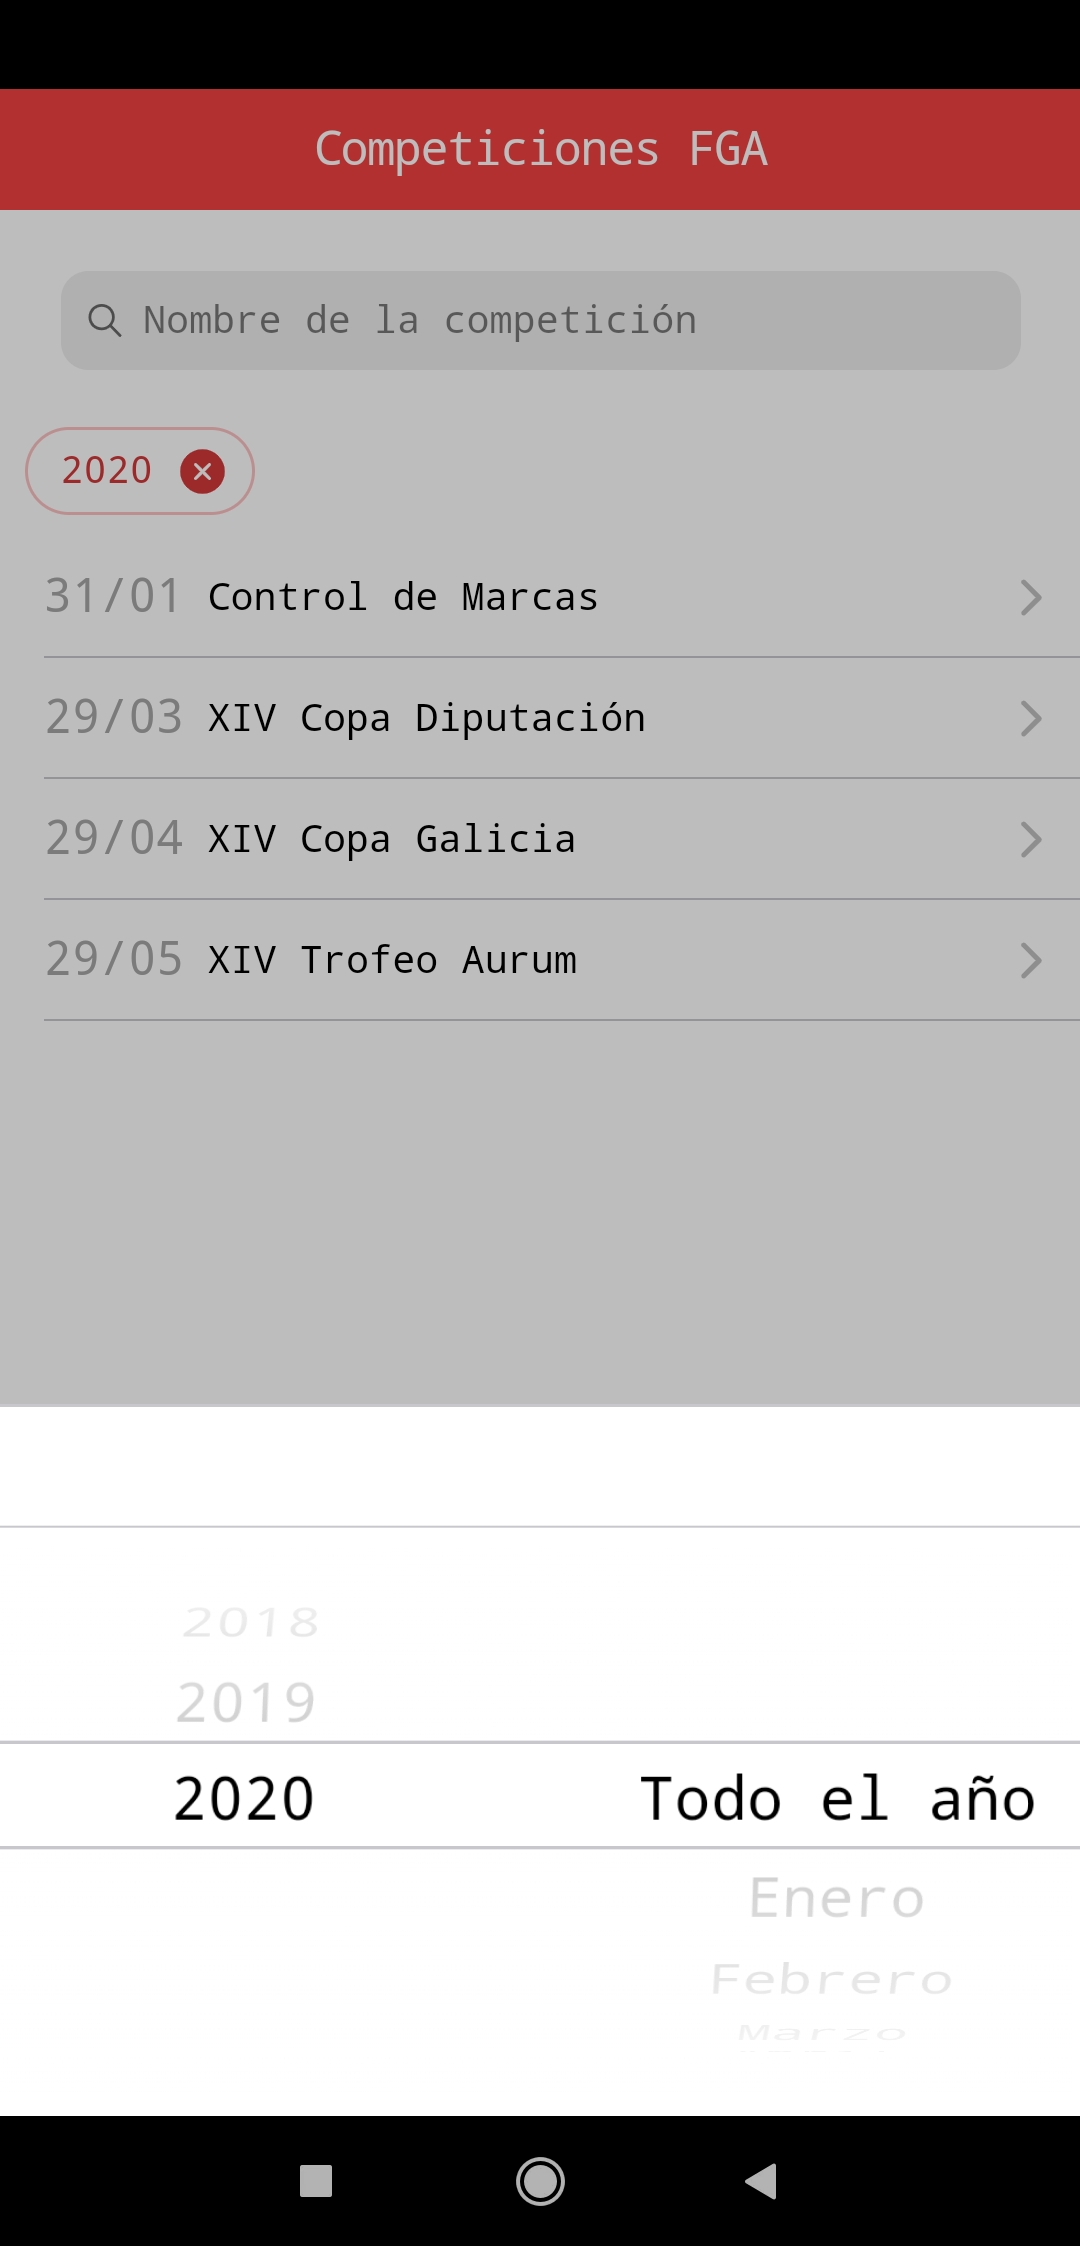 Competiciones FGA
Nombre de la competición
2020
31/01 Control de Marcas
29/03 XIV Copa Diputación
29/04 XIV Copa Galicia
29/05 XIV Trofeo Aurum
2018
2019
2020 Todo el año
Enero
Febrero
Marzo